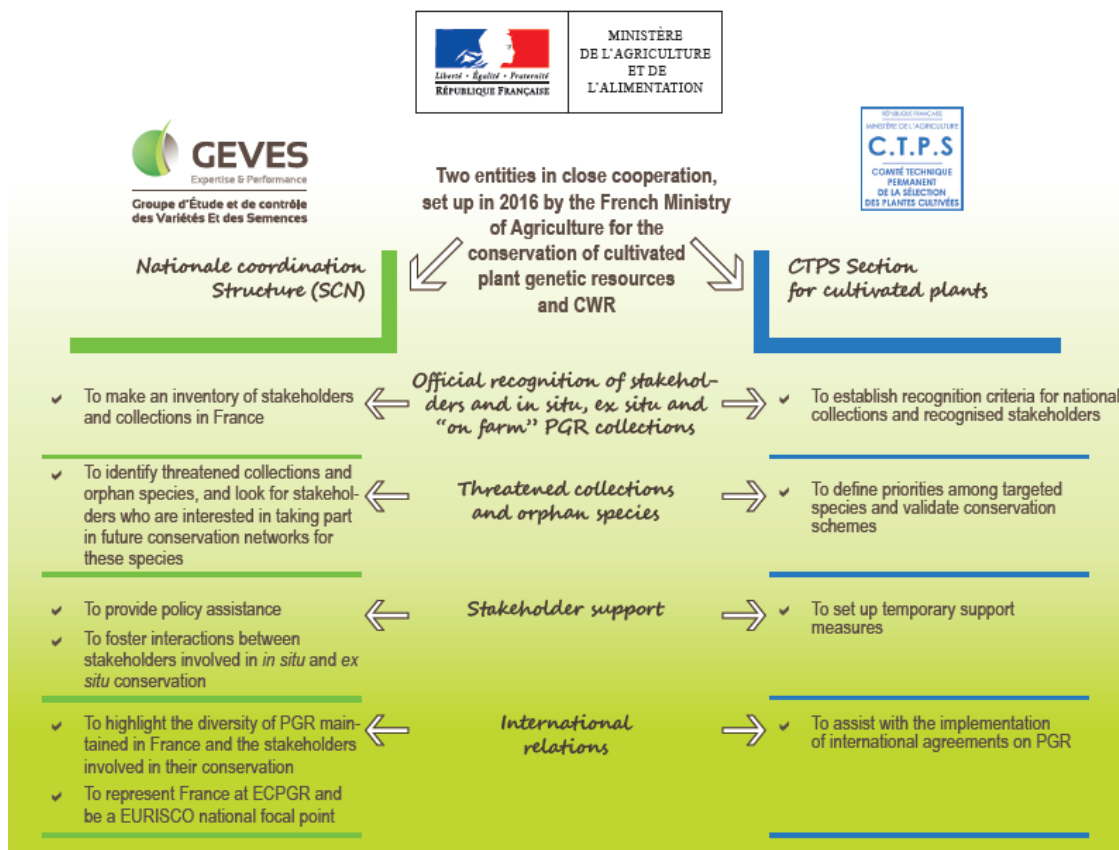 Liberté • Égalité • Fraternité
RÉPUBLIQUE FRANÇAISE
MINISTÈRE
DE L'AGRICULTURE
ET DE
L'ALIMENTATION
GEVES
Expertise & Performance
Groupe d'Étude et de contrôle
des Variétés Et des Semences
RÉPUBLIQUE FRANÇAISE
MINISTÈRE DE L'AGRICULTURE
C.T.P.S
COMITÉ TECHNIQUE
PERMANENT
DE LA SÉLECTION
DES PLANTES CULTIVÉES
Two entities in close cooperation,
set up in 2016 by the French Ministry
of Agriculture for the
conservation of cultivated
plant genetic resources
and CWR
Nationale coordination
Structure (SCN)
CTPS Section
for cultivated plants
To make an inventory of stakeholders
and collections in France
Official recognition of stakehol-
ders and in situ, ex situ and
"on farm" PGR collections
To establish recognition criteria for national
collections and recognised stakeholders
To identify threatened collections and
orphan species, and look for stakehol-
ders who are interested in taking part
in future conservation networks for
these species
Threatened collections
and orphan species
To define priorities among targeted
species and validate conservation
schemes
To provide policy assistance
To foster interactions between
stakeholders involved in in situ and ex
situ conservation
Stakeholder support
To set up temporary support
measures
To highlight the diversity of PGR main-
tained in France and the stakeholders
involved in their conservation
To represent France at ECPGR and
be a EURISCO national focal point
International
relations
To assist with the implementation
of international agreements on PGR